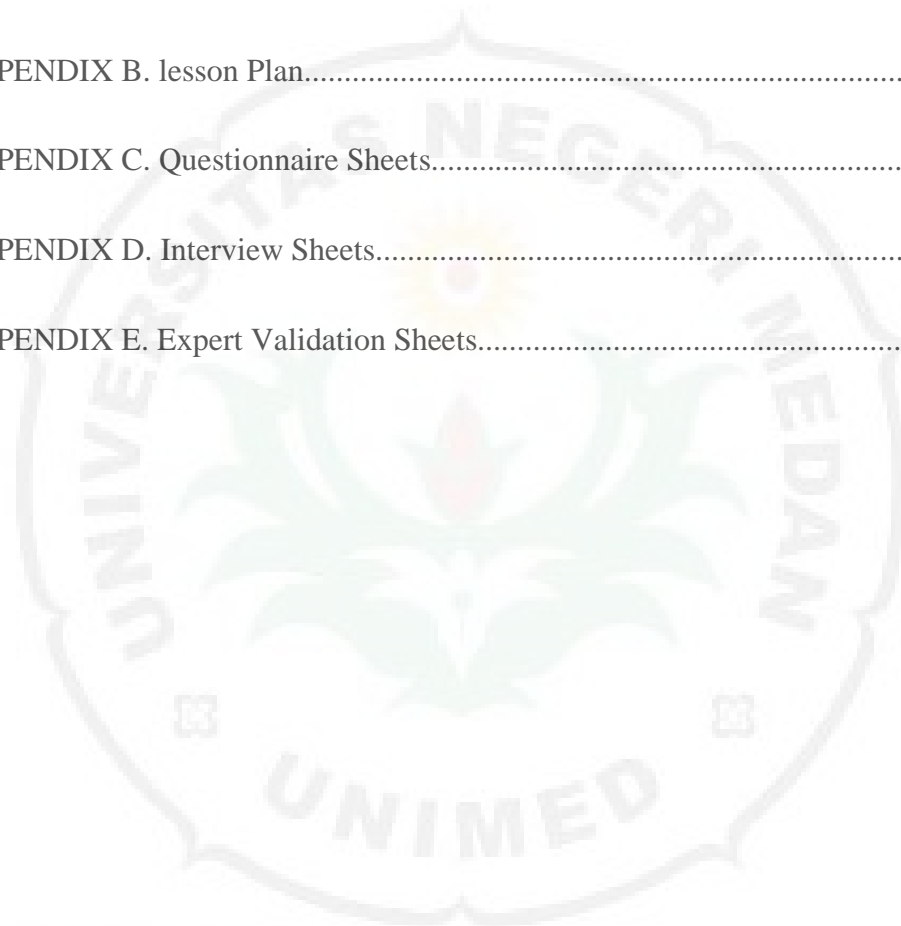 PENDIX B. lesson Plan.............................................................................
PENDIX C. Questionnaire Sheets.............................................................
PENDIX D. Interview Sheets....................................................................
PENDIX E. Expert Validation Sheets.......................................................
UNIVERSITAS NEGERI MEDAN
UNIMED